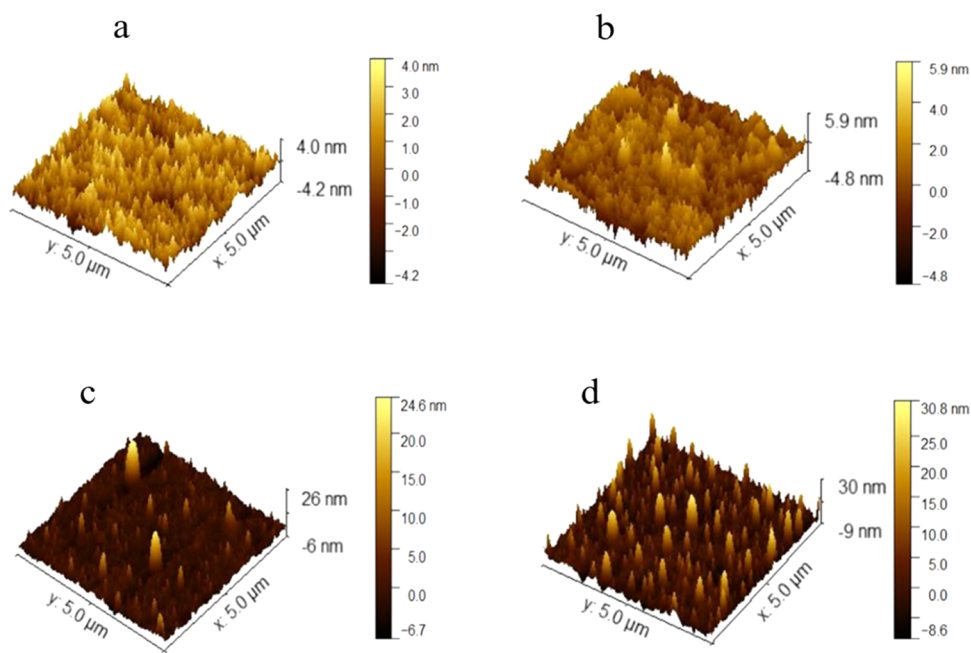 a
4.0 nm
3.0
2.0
1.0
0.0
−1.0
−2.0
−4.2
4.0 nm
-4.2 nm
y: 5.0 µm
x: 5.0 µm
b
5.9 nm
4.0
2.0
0.0
−2.0
−4.8
5.9 nm
-4.8 nm
y: 5.0 µm
x: 5.0 µm
c
24.6 nm
20.0
15.0
10.0
5.0
0.0
−6.7
26 nm
-6 nm
y: 5.0 µm
x: 5.0 µm
d
30.8 nm
25.0
20.0
15.0
10.0
5.0
0.0
−8.6
30 nm
-9 nm
y: 5.0 µm
x: 5.0 µm